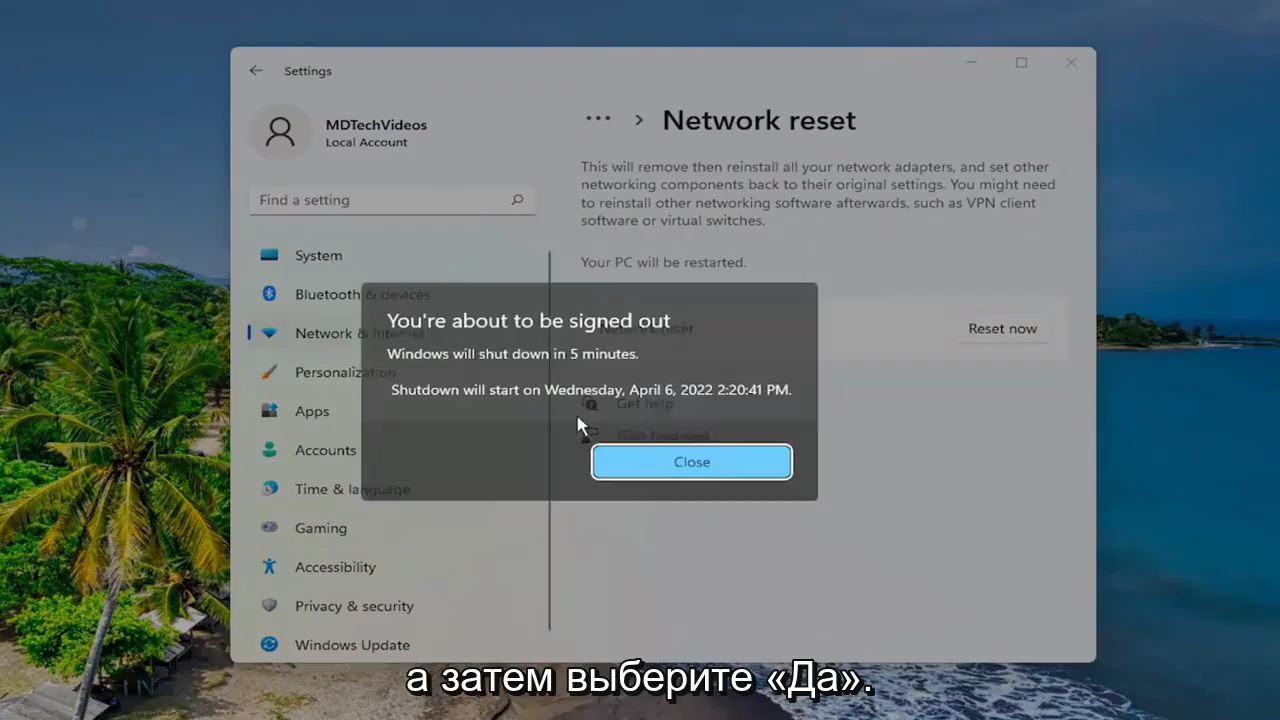 Settings
MDTechVideos
Local Account
Find a setting
System
Bluetooth & devices
Network & internet
Personalization
Apps
Accounts
Time & language
Gaming
Accessibility
Privacy & security
Windows Update
Network reset
This will remove then reinstall all your network adapters, and set other
networking components back to their original settings. You might need
to reinstall other networking software afterwards, such as VPN client
software or virtual switches.
Your PC will be restarted.
Network reset
Reset now
Get help
Give feedback
You're about to be signed out
Windows will shut down in 5 minutes.
Shutdown will start on Wednesday, April 6, 2022 2:20:41 PM.
Close
а затем выберите «Да».